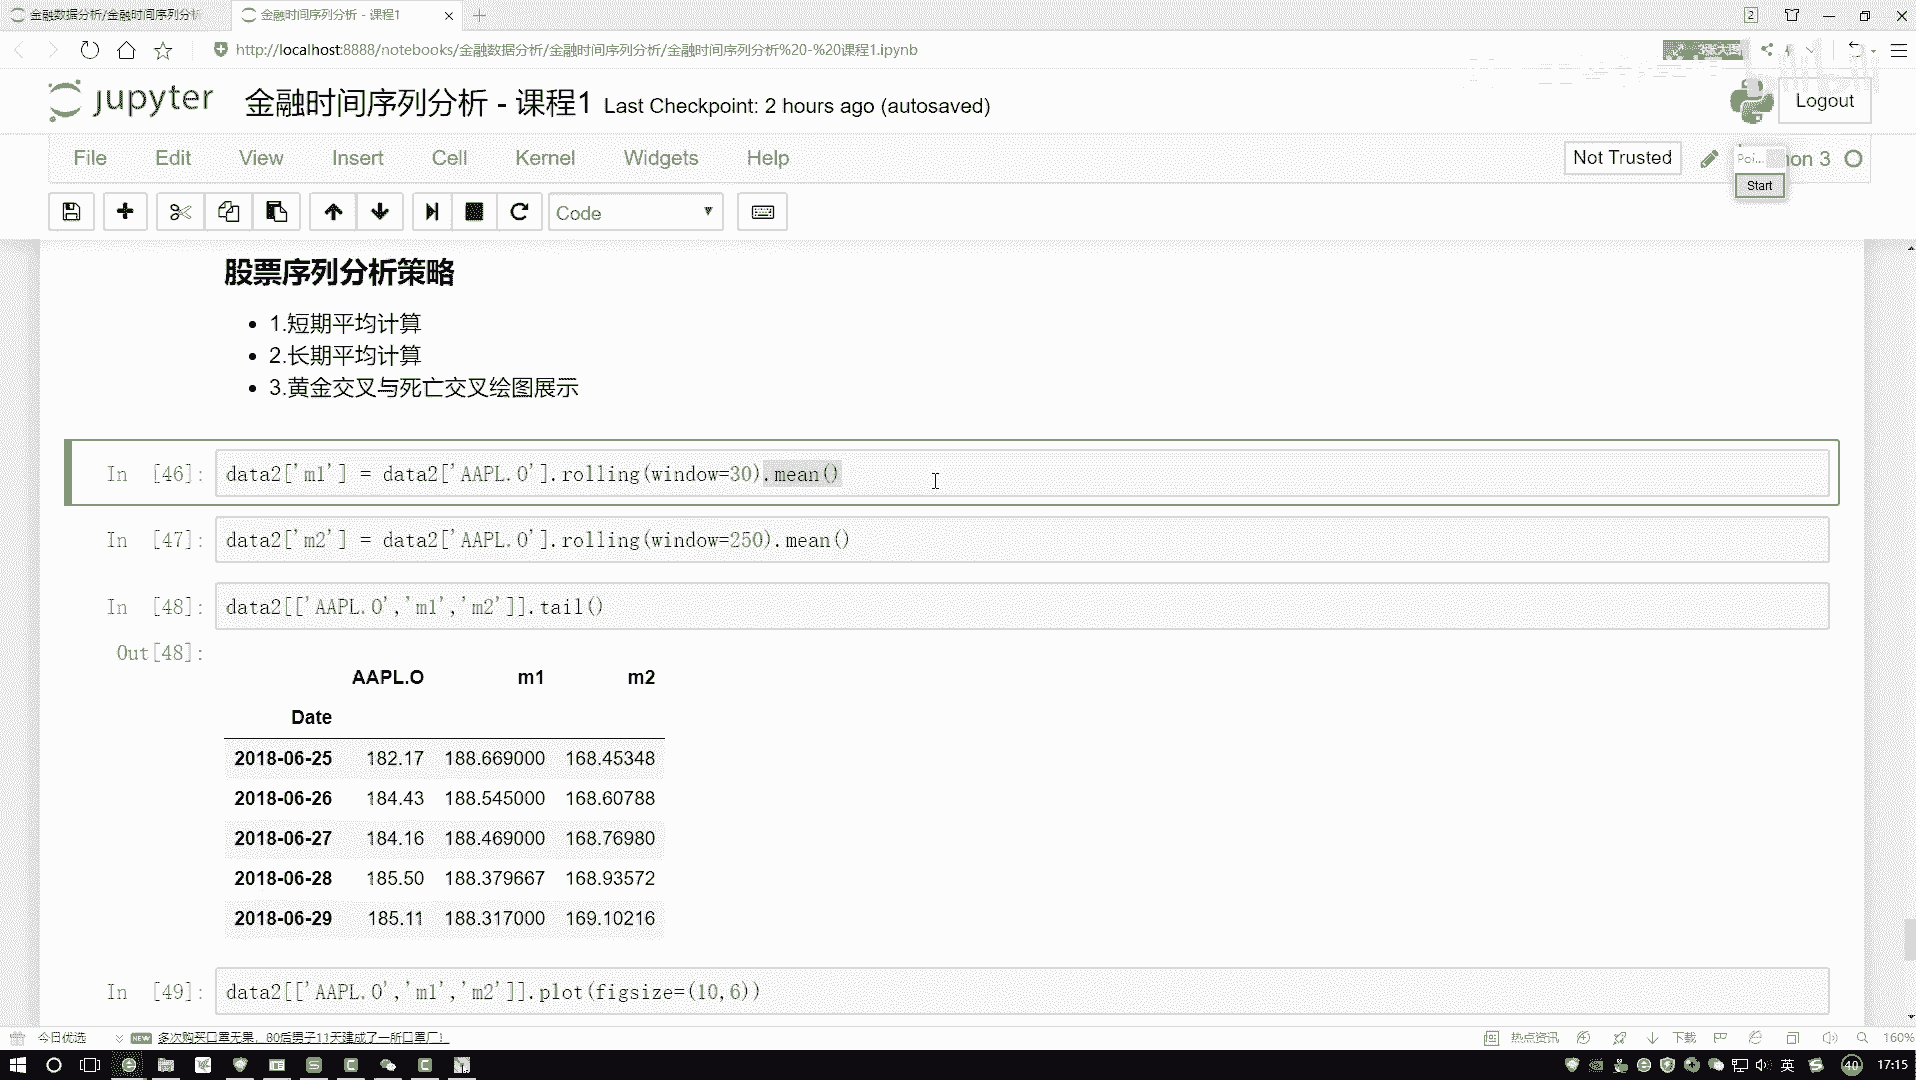 金融数据分析/金融时间序列分析
金融时间序列分析 - 课程1
2
http://localhost:8888/notebooks/金融数据分析/金融时间序列分析/金融时间序列分析%20-%20课程1.ipynb
jupyter 金融时间序列分析 - 课程1 Last Checkpoint: 2 hours ago (autosaved)
Logout
File Edit View Insert Cell Kernel Widgets Help
Not Trusted
Poi... hon 3
Start
Code
股票序列分析策略
• 1.短期平均计算
• 2.长期平均计算
• 3.黄金交叉与死亡交叉绘图展示
In [46]: data2['m1'] = data2['AAPL.O'].rolling(window=30).mean()
In [47]: data2['m2'] = data2['AAPL.O'].rolling(window=250).mean()
In [48]: data2[['AAPL.O','m1','m2']].tail()
Out[48]:
AAPL.O m1 m2
Date
2018-06-25 182.17 188.669000 168.45348
2018-06-26 184.43 188.545000 168.60788
2018-06-27 184.16 188.469000 168.76980
2018-06-28 185.50 188.379667 168.93572
2018-06-29 185.11 188.317000 169.10216
In [49]: data2[['AAPL.O','m1','m2']].plot(figsize=(10,6))
今日优选 NEW 多次购买口罩无果，80后男子11天建成了一所口罩厂！
热点资讯 下载 160%
英 40 17:15